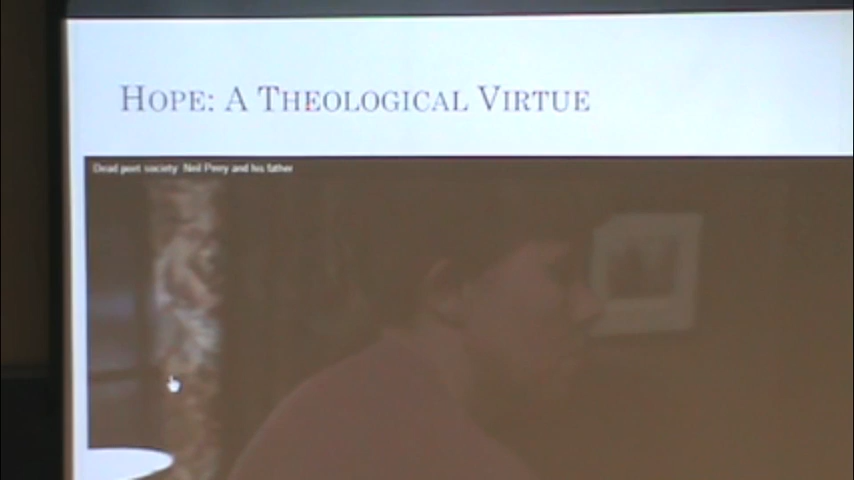 HOPE: A THEOLOGICAL VIRTUE
Dead poet society: Neil Perry and his father